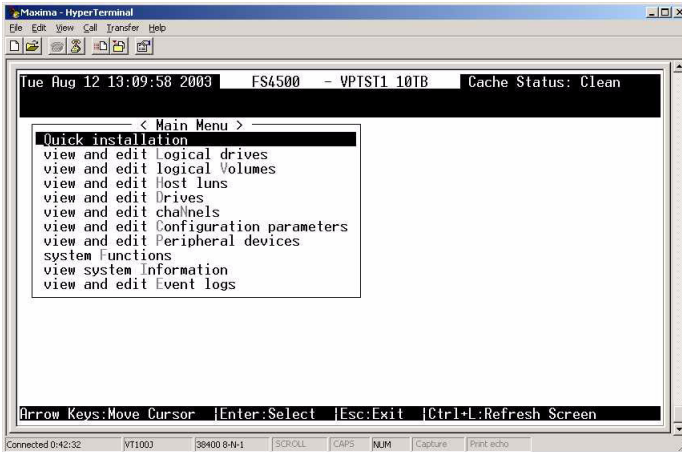 Maxima - HyperTerminal
File Edit View Call Transfer Help
Tue Aug 12 13:09:58 2003 FS4500 - VPTST1 10TB Cache Status: Clean
< Main Menu >
Quick installation
view and edit Logical drives
view and edit logical Volumes
view and edit Host luns
view and edit Drives
view and edit chaNnels
view and edit Configuration parameters
view and edit Peripheral devices
system Functions
view system Information
view and edit Event logs
Arrow Keys:Move Cursor |Enter:Select |Esc:Exit |Ctrl+L:Refresh Screen
Connected 0:42:32 VT100J 38400 8-N-1 SCROLL CAPS NUM Capture Print echo